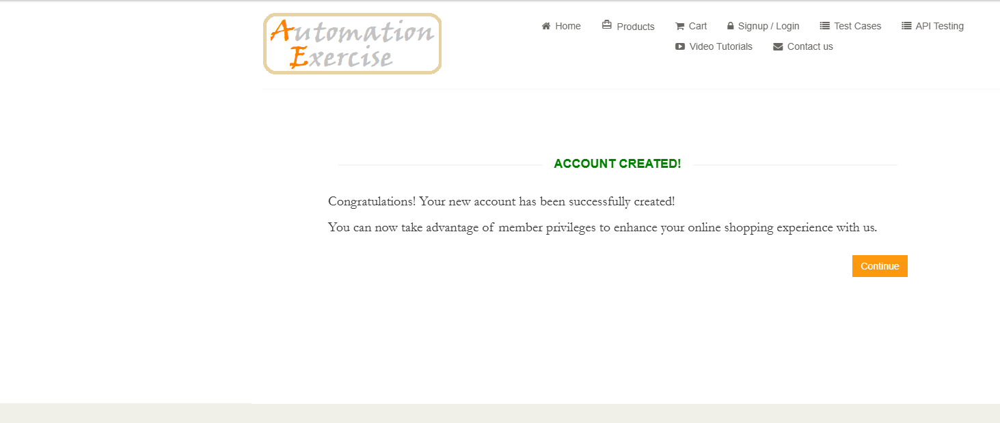 Automation
Exercise
Home Products Cart Signup / Login Test Cases API Testing
Video Tutorials Contact us
ACCOUNT CREATED!
Congratulations! Your new account has been successfully created!
You can now take advantage of member privileges to enhance your online shopping experience with us.
Continue